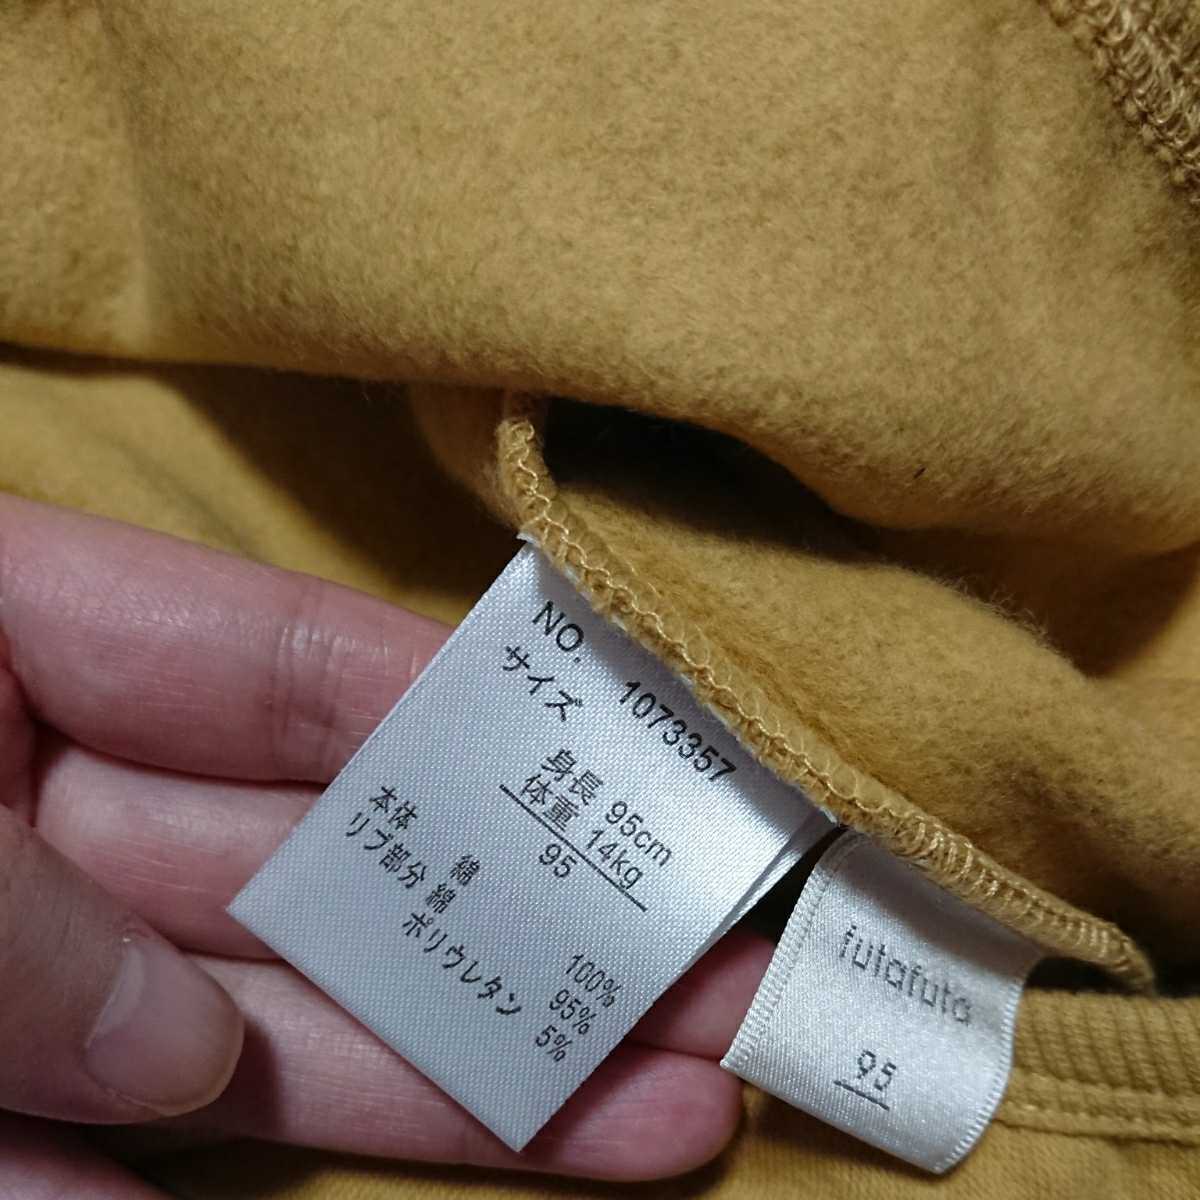 NO. 1073357
サイズ
身長 95cm
体重 14kg
95
本体 綿 100%
リブ部分 綿 95%
ポリウレタン 5%
futafuta
95